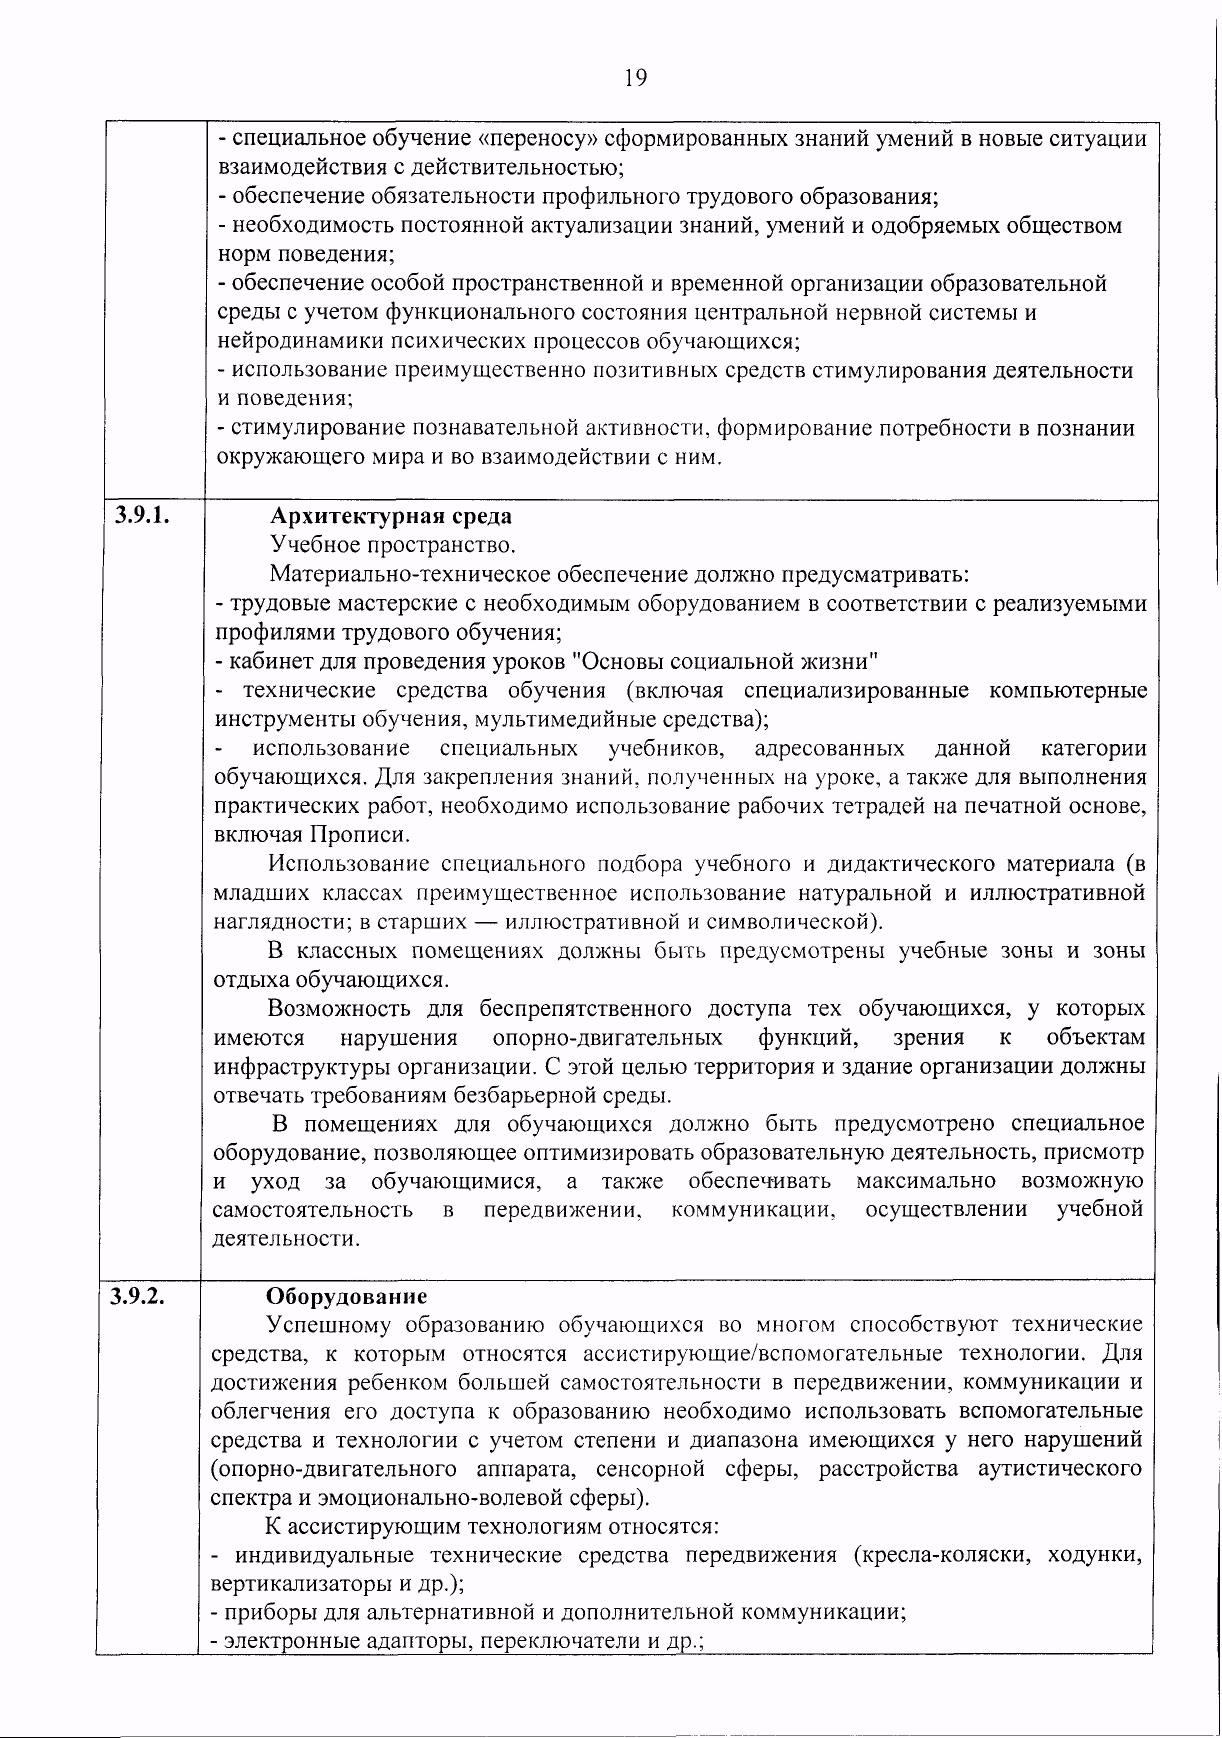 19
- специальное обучение «переносу» сформированных знаний умений в новые ситуации
взаимодействия с действительностью;
- обеспечение обязательности профильного трудового образования;
- необходимость постоянной актуализации знаний, умений и одобряемых обществом
норм поведения;
- обеспечение особой пространственной и временной организации образовательной
среды с учетом функционального состояния центральной нервной системы и
нейродинамики психических процессов обучающихся;
- использование преимущественно позитивных средств стимулирования деятельности
и поведения;
- стимулирование познавательной активности, формирование потребности в познании
окружающего мира и во взаимодействии с ним.
3.9.1. Архитектурная среда
Учебное пространство.
Материально-техническое обеспечение должно предусматривать:
- трудовые мастерские с необходимым оборудованием в соответствии с реализуемыми
профилями трудового обучения;
- кабинет для проведения уроков "Основы социальной жизни"
- технические средства обучения (включая специализированные компьютерные
инструменты обучения, мультимедийные средства);
- использование специальных учебников, адресованных данной категории
обучающихся. Для закрепления знаний, полученных на уроке, а также для выполнения
практических работ, необходимо использование рабочих тетрадей на печатной основе,
включая Прописи.
Использование специального подбора учебного и дидактического материала (в
младших классах преимущественное использование натуральной и иллюстративной
наглядности; в старших — иллюстративной и символической).
В классных помещениях должны быть предусмотрены учебные зоны и зоны
отдыха обучающихся.
Возможность для беспрепятственного доступа тех обучающихся, у которых
имеются нарушения опорно-двигательных функций, зрения к объектам
инфраструктуры организации. С этой целью территория и здание организации должны
отвечать требованиям безбарьерной среды.
В помещениях для обучающихся должно быть предусмотрено специальное
оборудование, позволяющее оптимизировать образовательную деятельность, присмотр
и уход за обучающимися, а также обеспечивать максимально возможную
самостоятельность в передвижении, коммуникации, осуществлении учебной
деятельности.
3.9.2. Оборудование
Успешному образованию обучающихся во многом способствуют технические
средства, к которым относятся ассистирующие/вспомогательные технологии. Для
достижения ребенком большей самостоятельности в передвижении, коммуникации и
облегчения его доступа к образованию необходимо использовать вспомогательные
средства и технологии с учетом степени и диапазона имеющихся у него нарушений
(опорно-двигательного аппарата, сенсорной сферы, расстройства аутистического
спектра и эмоционально-волевой сферы).
К ассистирующим технологиям относятся:
- индивидуальные технические средства передвижения (кресла-коляски, ходунки,
вертикализаторы и др.);
- приборы для альтернативной и дополнительной коммуникации;
- электронные адапторы, переключатели и др.;